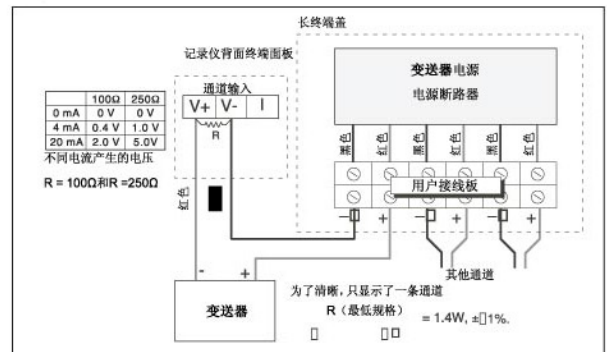 长终端盖
记录仪背面终端面板
变送器电源
电源断路器
通道输入
V+ V- I
R
100Ω 250Ω
0 mA 0 V 0 V
4 mA 0.4 V 1.0 V
20 mA 2.0 V 5.0V
不同电流产生的电压
R = 100Ω和R =250Ω
黑色 红色 黑色 红色 黑色 红色
用户接线板
红色
− + − + − +
其他通道
- +
变送器
为了清晰，只显示了一条通道
R（最低规格）
= 1.4W, ±▯1%.